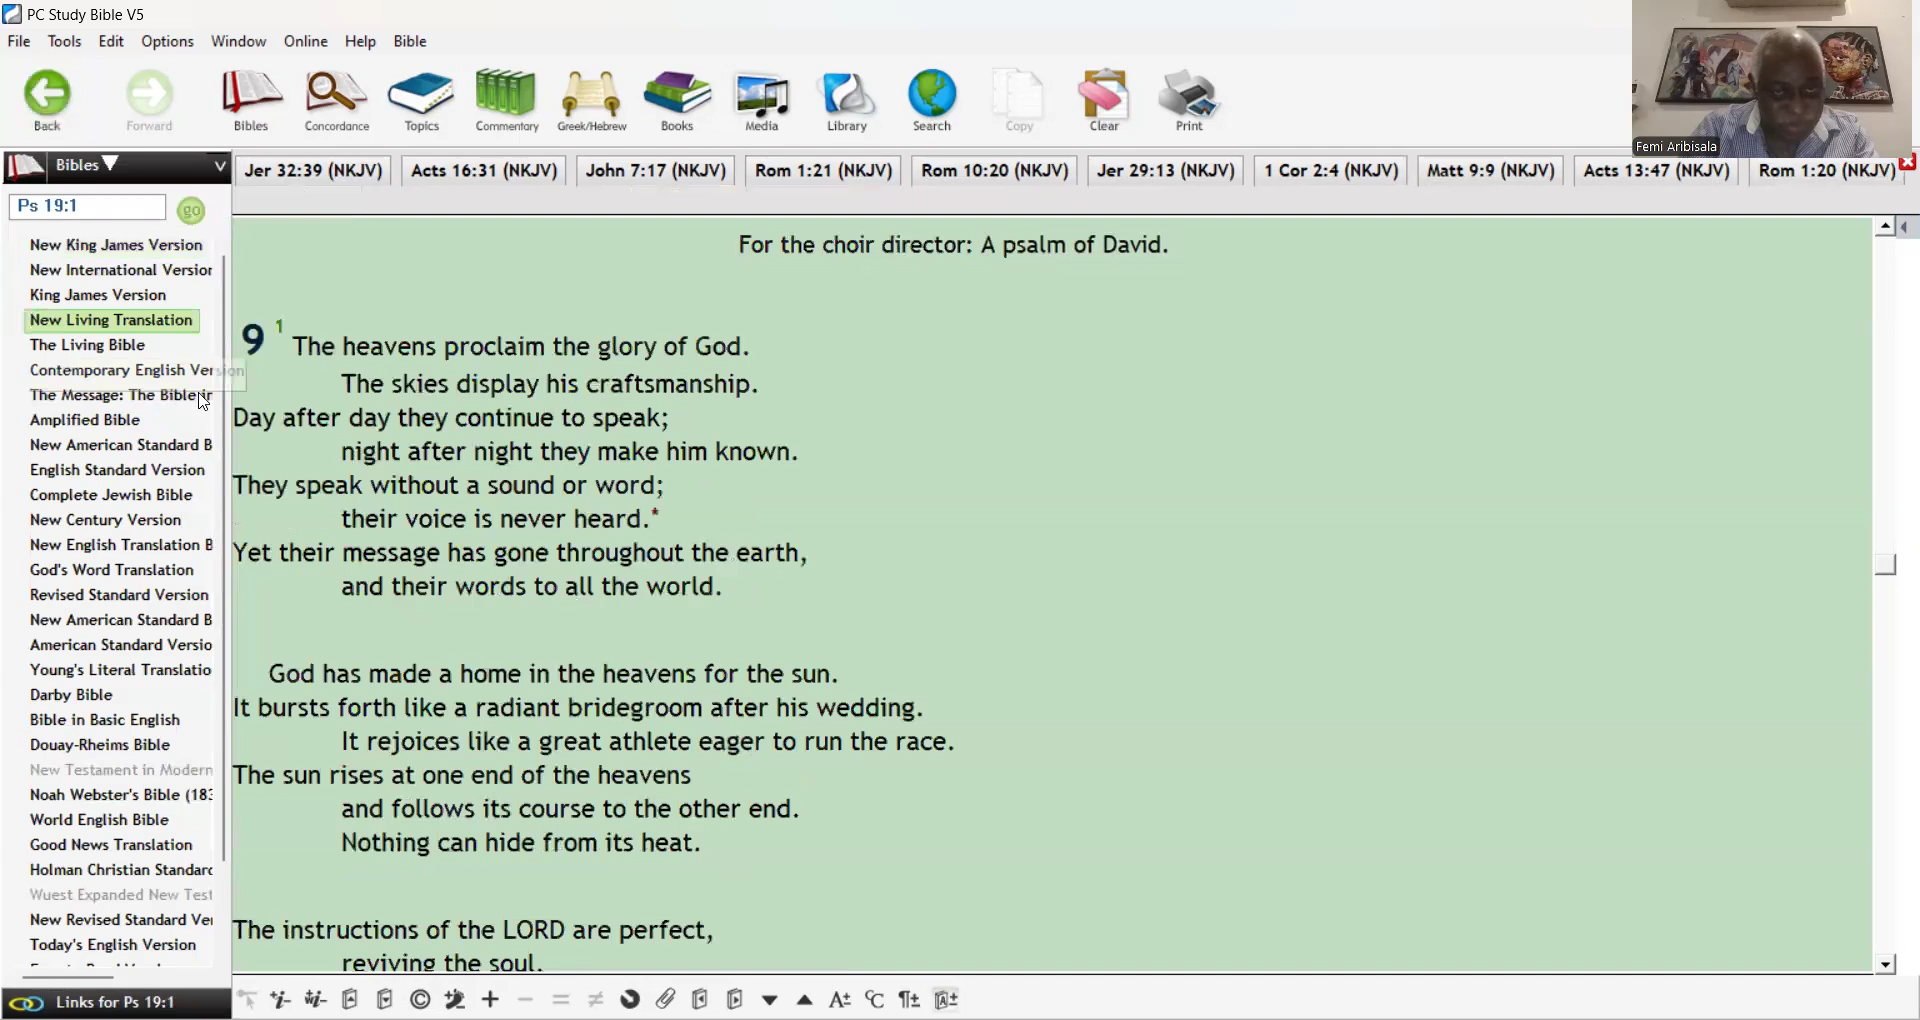 PC Study Bible V5
File Tools Edit Options Window Online Help Bible
Back Forward Bibles Concordance Topics Commentary Greek/Hebrew Books Media Library Search Copy Clear Print
Femi Aribisala
Bibles V
Jer 32:39 (NKJV) Acts 16:31 (NKJV) John 7:17 (NKJV) Rom 1:21 (NKJV) Rom 10:20 (NKJV) Jer 29:13 (NKJV) 1 Cor 2:4 (NKJV) Matt 9:9 (NKJV) Acts 13:47 (NKJV) Rom 1:20 (NKJV)
Ps 19:1 go
New King James Version
New International Version
King James Version
New Living Translation
The Living Bible
Contemporary English Version
The Message: The Bible in
Amplified Bible
New American Standard B
English Standard Version
Complete Jewish Bible
New Century Version
New English Translation B
God's Word Translation
Revised Standard Version
New American Standard B
American Standard Versio
Young's Literal Translatio
Darby Bible
Bible in Basic English
Douay-Rheims Bible
New Testament in Modern
Noah Webster's Bible (183
World English Bible
Good News Translation
Holman Christian Standard
Wuest Expanded New Test
New Revised Standard Ver
Today's English Version
Links for Ps 19:1
For the choir director: A psalm of David.
9 1 The heavens proclaim the glory of God.
The skies display his craftsmanship.
Day after day they continue to speak;
night after night they make him known.
They speak without a sound or word;
their voice is never heard.*
Yet their message has gone throughout the earth,
and their words to all the world.
God has made a home in the heavens for the sun.
It bursts forth like a radiant bridegroom after his wedding.
It rejoices like a great athlete eager to run the race.
The sun rises at one end of the heavens
and follows its course to the other end.
Nothing can hide from its heat.
The instructions of the LORD are perfect,
reviving the soul.